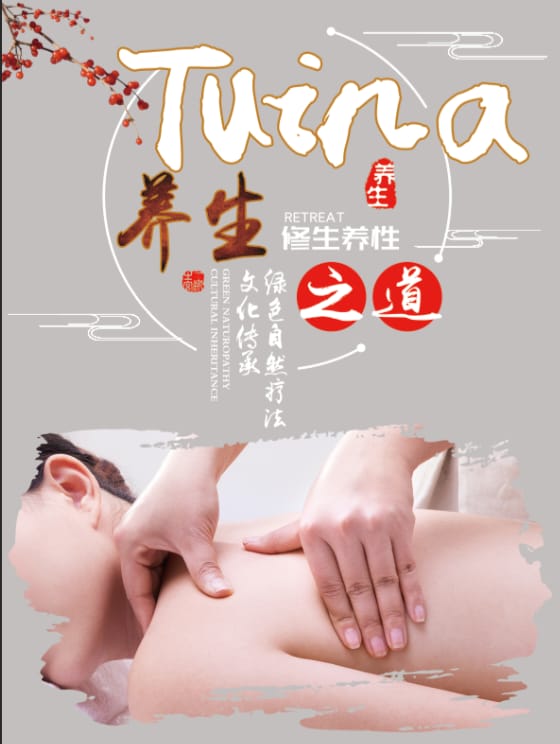 Tuina
养生
养生
RETREAT
修生养性
之道
绿色自然疗法
文化传承
GREEN NATUROPATHY
CULTURAL INHERITANCE